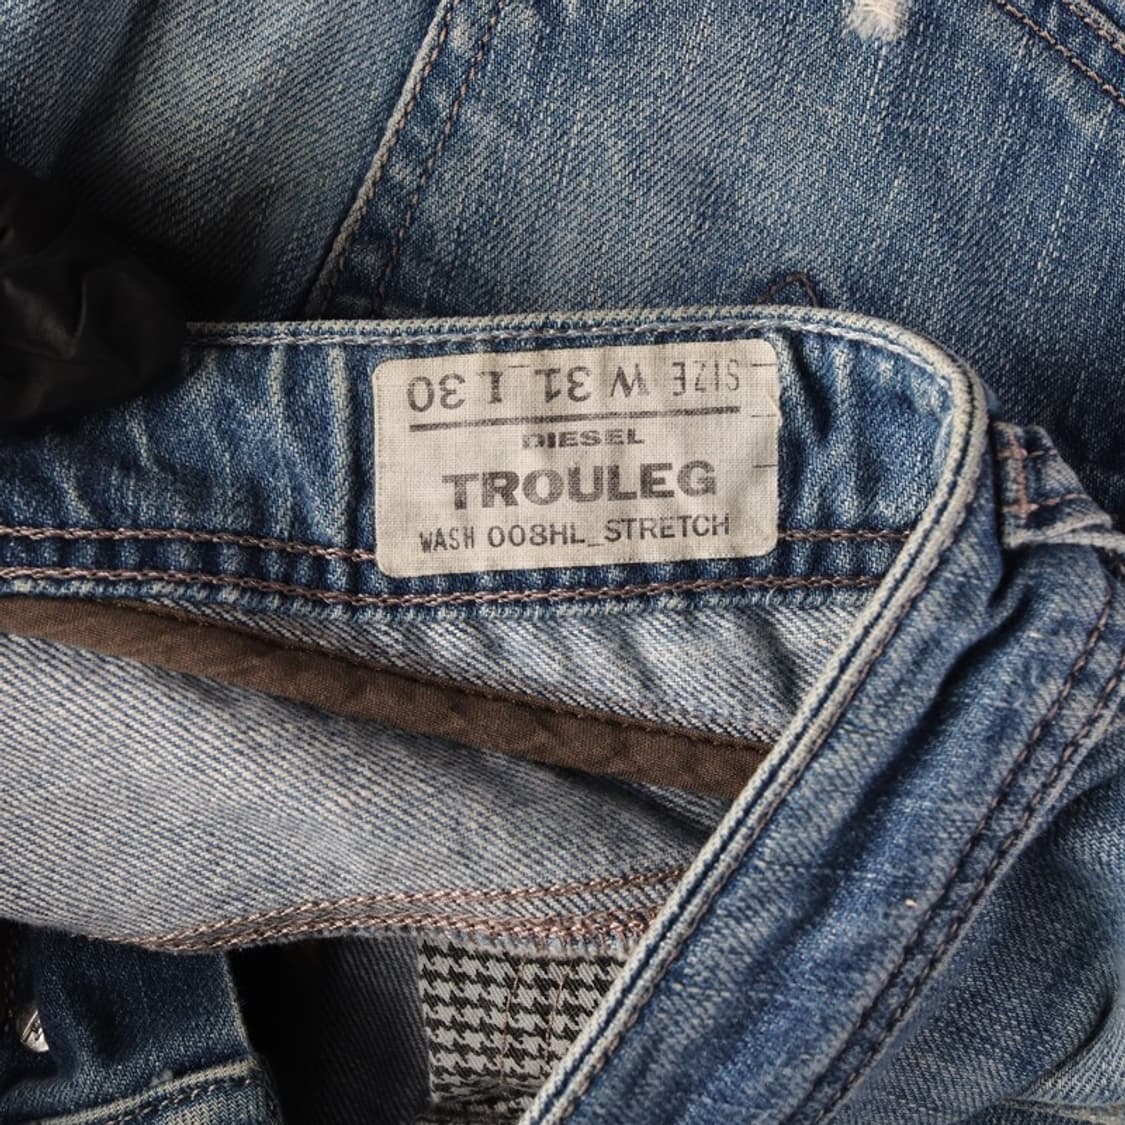 SIZE W 31 L 30
DIESEL
TROULEG
WASH 008HL_STRETCH